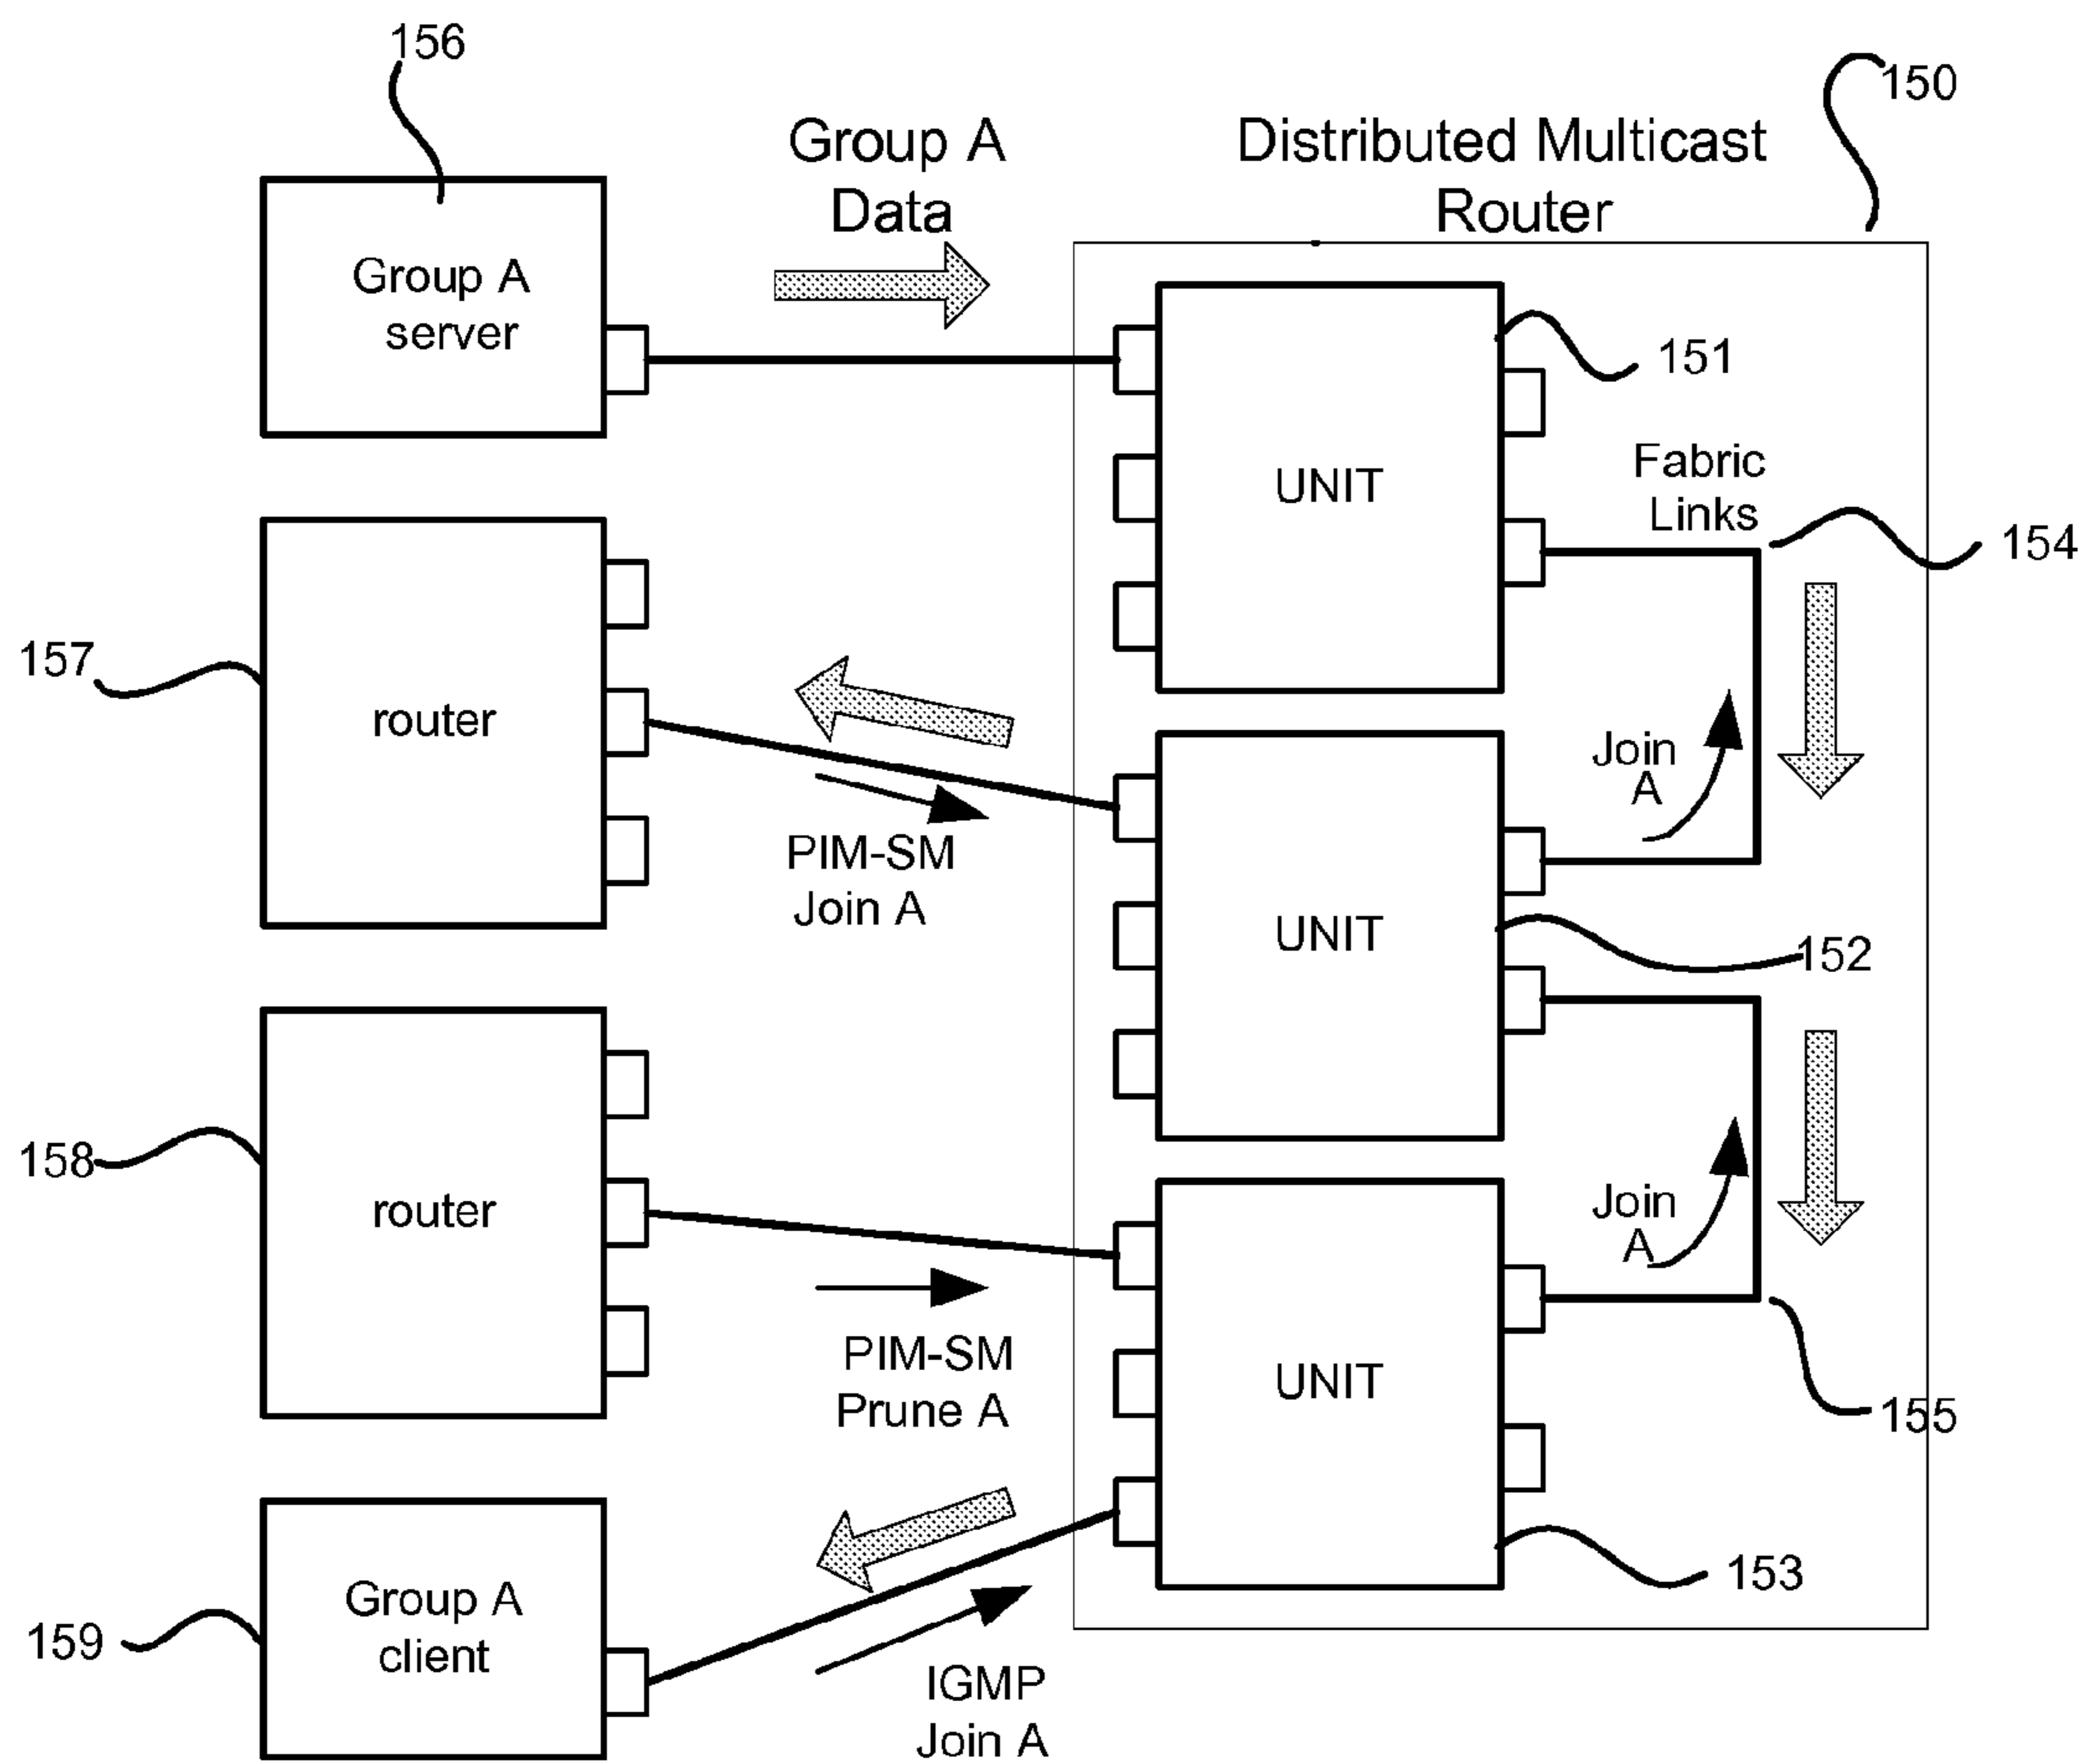 156
150
Group A
Data
Distributed Multicast
Router
Group A
server
151
UNIT
Fabric
Links
154
157
router
Join
A
PIM-SM
Join A
UNIT
152
158
router
Join
A
PIM-SM
Prune A
UNIT
155
159
Group A
client
153
IGMP
Join A